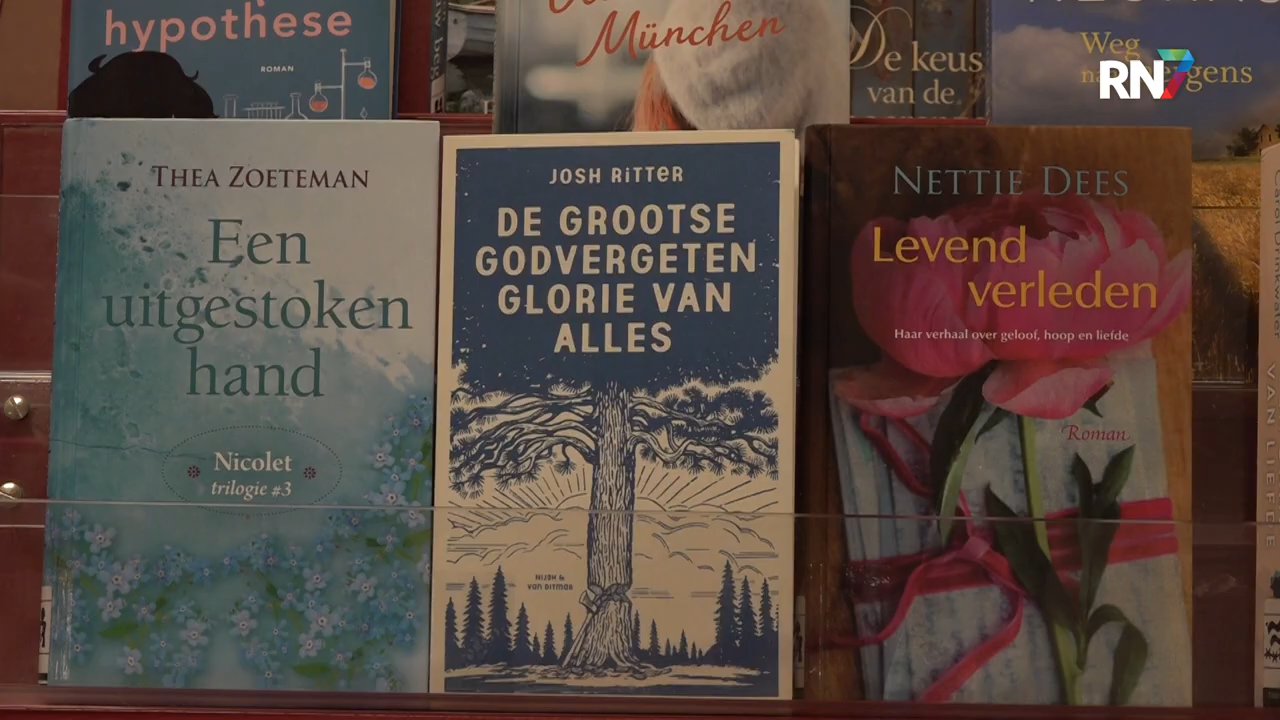 hypothese
ROMAN
München
De keus
van de
Weg
RN7
THEA ZOETEMAN
Een
uitgestoken
hand
Nicolet
trilogie #3
JOSH RITTER
DE GROOTSE
GODVERGETEN
GLORIE VAN
ALLES
NIJGH &
VAN DITMAR
NETTIE DEES
Levend
verleden
Haar verhaal over geloof, hoop en liefde
Roman
VAN LIEFDE